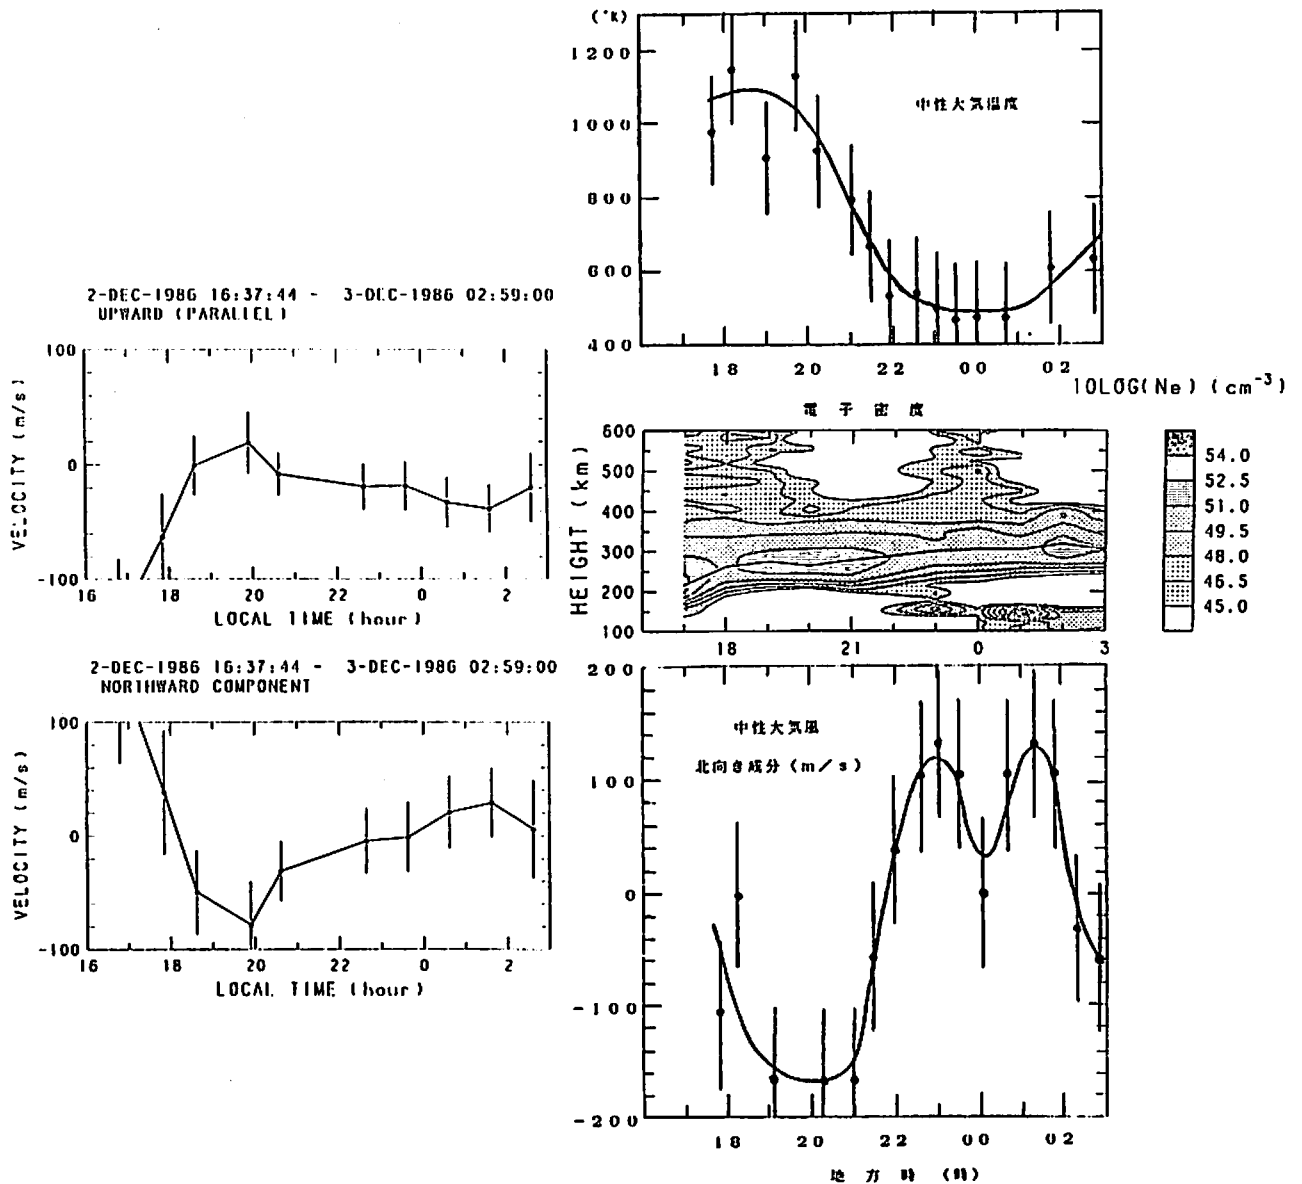 2-DEC-1986 16:37:44 - 3-DEC-1986 02:59:00
UPWARD (PARALLEL)
100
0
-100
VELOCITY (m/s)
16 18 20 22 0 2
LOCAL TIME (hour)
2-DEC-1986 16:37:44 - 3-DEC-1986 02:59:00
NORTHWARD COMPONENT
100
0
-100
VELOCITY (m/s)
16 18 20 22 0 2
LOCAL TIME (hour)
(°K)
1200
1000
800
600
400
中性大気温度
18 20 22 00 02
10LOG(Ne) (cm-3)
電子密度
600
500
400
300
200
100
HEIGHT (km)
18 21 0 3
54.0
52.5
51.0
49.5
48.0
46.5
45.0
200
100
0
-100
-200
中性大気風
北向き成分 (m/s)
18 20 22 00 02
地方時 (時)